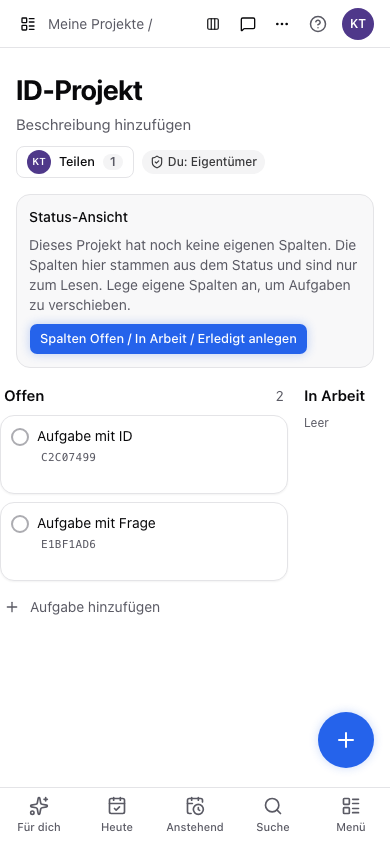 Meine Projekte /
KT
ID-Projekt
Beschreibung hinzufügen
KT Teilen 1
Du: Eigentümer
Status-Ansicht
Dieses Projekt hat noch keine eigenen Spalten. Die
Spalten hier stammen aus dem Status und sind nur
zum Lesen. Lege eigene Spalten an, um Aufgaben
zu verschieben.
Spalten Offen / In Arbeit / Erledigt anlegen
Offen 2
Aufgabe mit ID
C2C07499
Aufgabe mit Frage
E1BF1AD6
Aufgabe hinzufügen
In Arbeit
Leer
Für dich
Heute
Anstehend
Suche
Menü